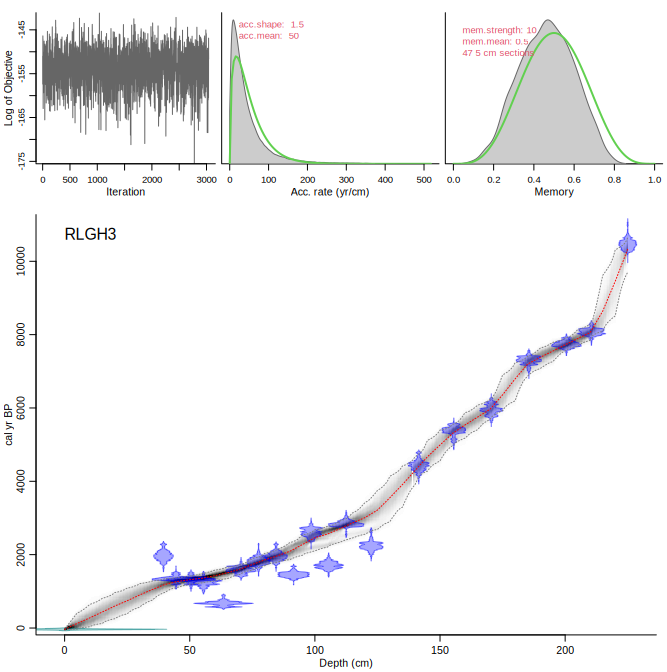 Log of Objective
-145
-155
-165
-175
0 500 1000 2000 3000
Iteration
acc.shape: 1.5
acc.mean: 50
0 100 200 300 400 500
Acc. rate (yr/cm)
mem.strength: 10
mem.mean: 0.5
47 5 cm sections
0.0 0.2 0.4 0.6 0.8 1.0
Memory
RLGH3
cal yr BP
10000
8000
6000
4000
2000
0
0 50 100 150 200
Depth (cm)